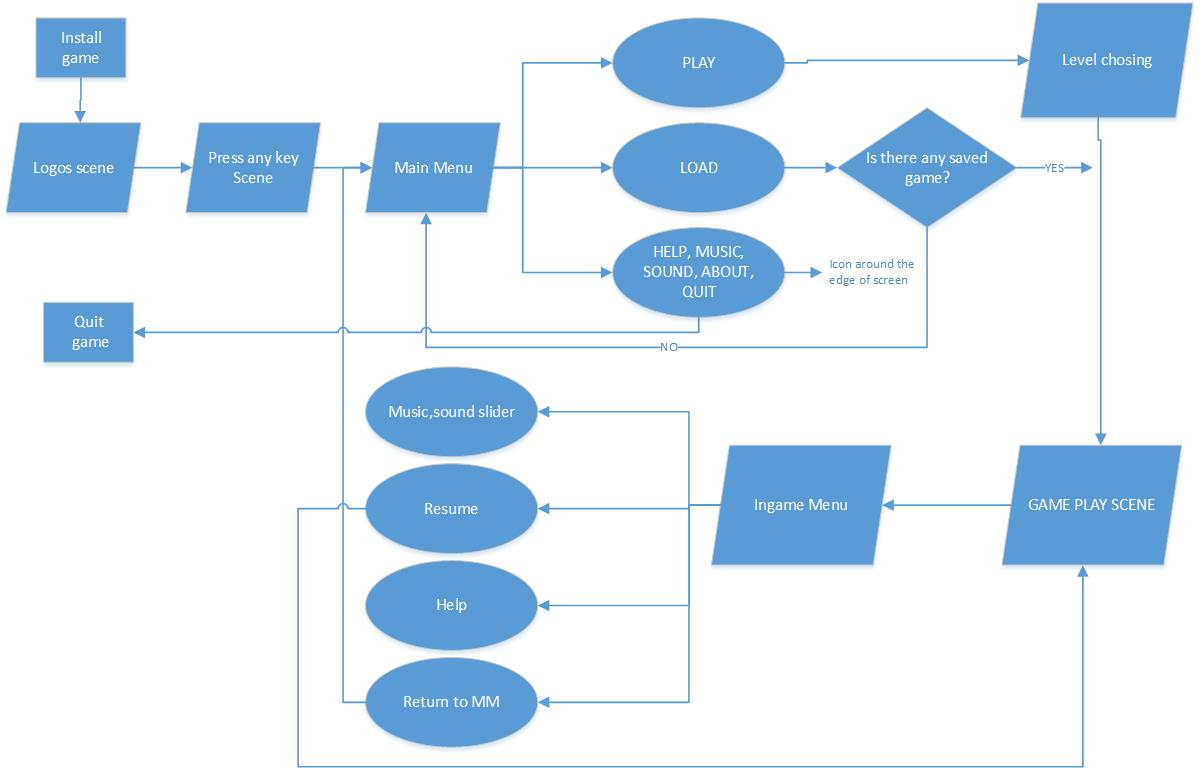 Install
game
PLAY
Level chosing
Logos scene
Press any key
Scene
Main Menu
LOAD
Is there any saved
game?
YES
HELP, MUSIC,
SOUND, ABOUT,
QUIT
Icon around the
edge of screen
Quit
game
NO
Music,sound slider
Resume
Ingame Menu
GAME PLAY SCENE
Help
Return to MM